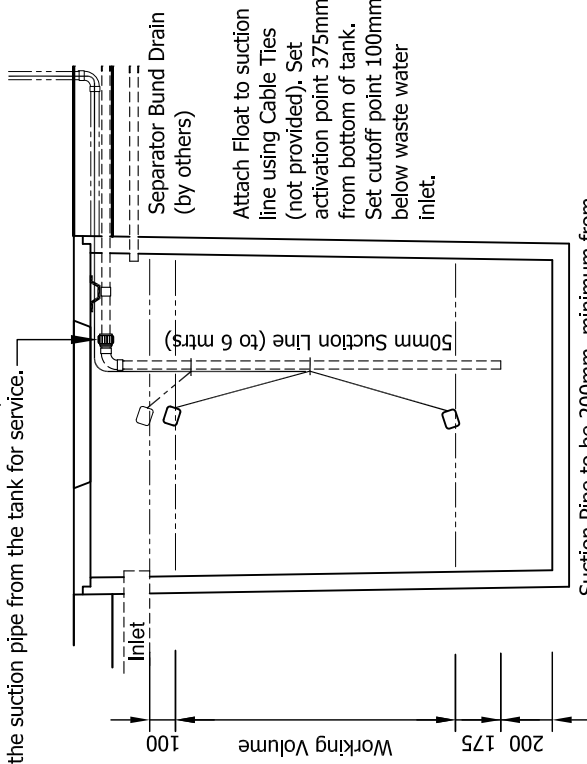 the suction pipe from the tank for service.
Separator Bund Drain
(by others)
Attach Float to suction
line using Cable Ties
(not provided). Set
activation point 375mm
from bottom of tank.
Set cutoff point 100mm
below waste water
inlet.
50mm Suction Line (to 6 mtrs)
Inlet
100
Working Volume
175
200
Suction Pipe to be 200mm minimum from